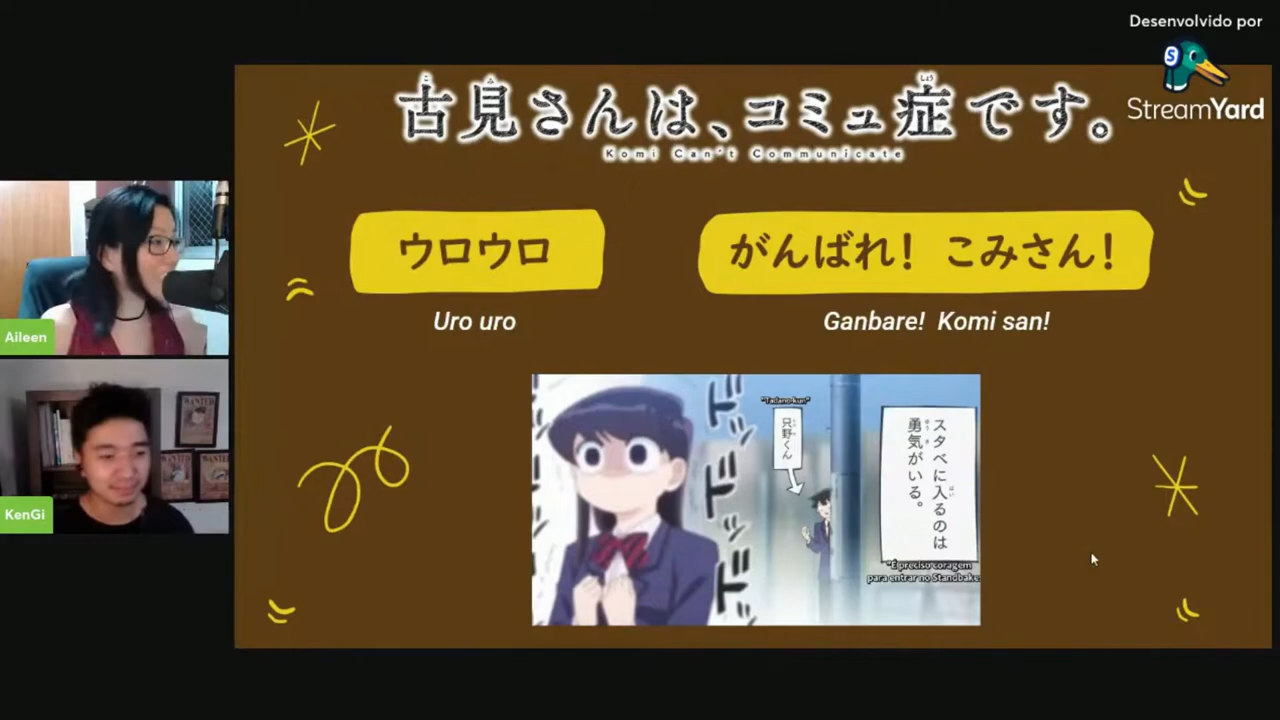 Desenvolvido por
StreamYard
古見さんは、コミュ症です。
Komi Can't Communicate
ウロウロ
がんばれ！ こみさん！
Uro uro
Ganbare! Komi san!
Aileen
KenGi
"Tadano-kun"
只野くん
スタベに入るのは
勇気がいる。
"É preciso coragem
para entrar no Standbake
ドッ
ドッ
ドッ
WANTED